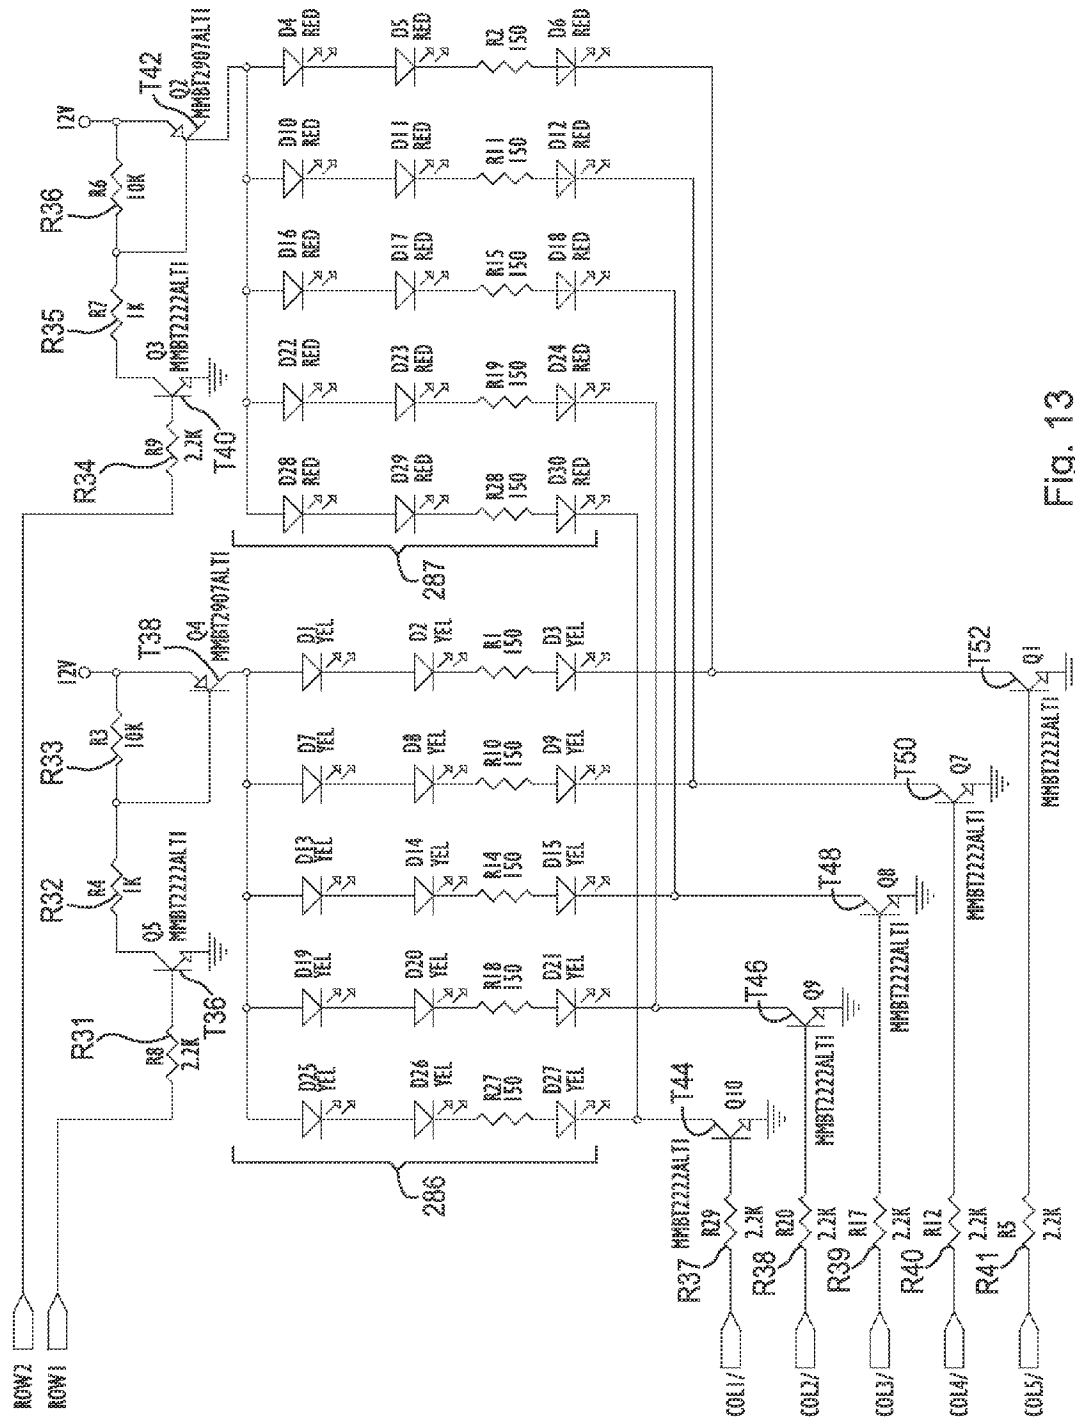 ROW2
ROW1
R34
R9
2.2K
T40
Q3
MMBT2222ALT1
R35
R7
1K
R36
R6
10K
12V
T42
Q2
MMBT2907ALT1
R31
R8
2.2K
T36
Q5
MMBT2222ALT1
R32
R4
1K
R33
R3
10K
12V
T38
Q4
MMBT2907ALT1
D25
YEL
D19
YEL
D13
YEL
D7
YEL
D1
YEL
D28
RED
D22
RED
D16
RED
D10
RED
D4
RED
D26
YEL
D20
YEL
D14
YEL
D8
YEL
D2
YEL
D29
RED
D23
RED
D17
RED
D11
RED
D5
RED
286
287
R27
150
R18
150
R14
150
R10
150
R1
150
R28
150
R19
150
R15
150
R11
150
R2
150
D27
YEL
D21
YEL
D15
YEL
D9
YEL
D3
YEL
D30
RED
D24
RED
D18
RED
D12
RED
D6
RED
COL1/
R37
R29
2.2K
MMBT2222ALT1
T44
Q10
COL2/
R38
R20
2.2K
MMBT2222ALT1
T46
Q9
COL3/
R39
R17
2.2K
MMBT2222ALT1
T48
Q8
COL4/
R40
R12
2.2K
MMBT2222ALT1
T50
Q7
COL5/
R41
R5
2.2K
MMBT2222ALT1
T52
Q1
Fig. 13